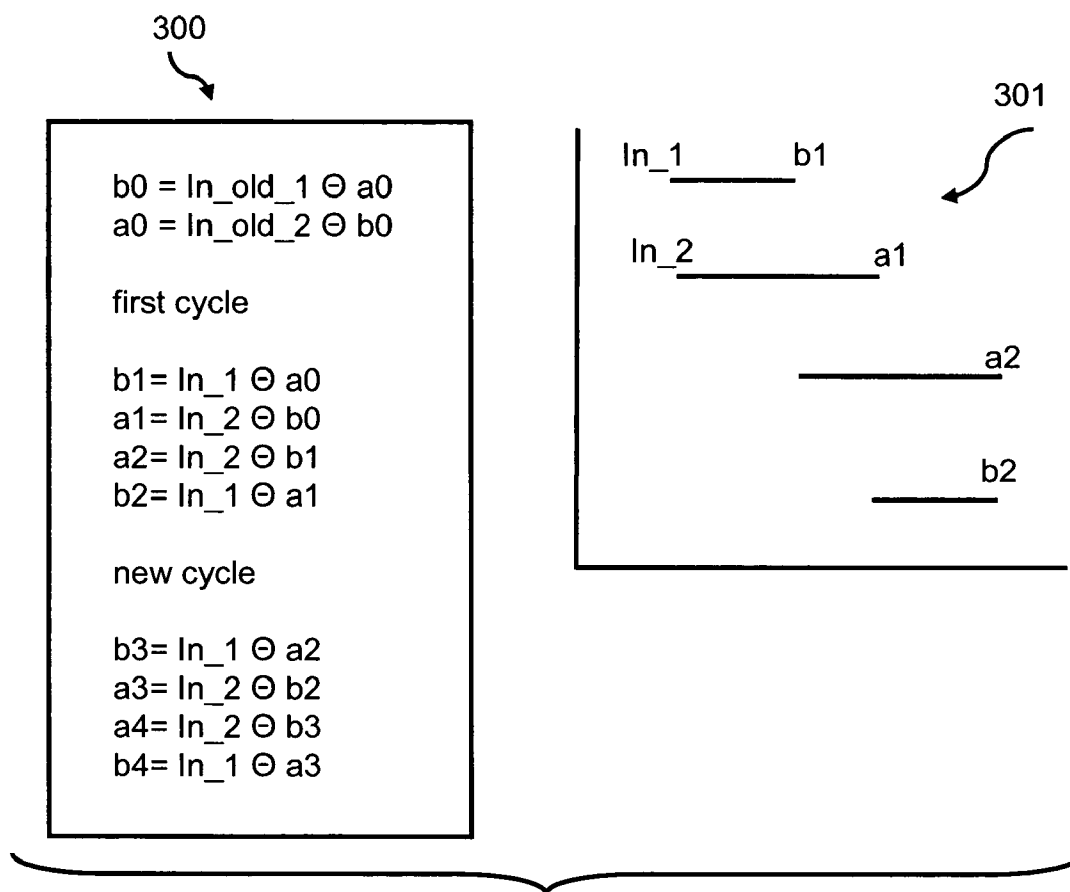 300
b0 = In_old_1 Θ a0
a0 = In_old_2 Θ b0
first cycle
b1= In_1 Θ a0
a1= In_2 Θ b0
a2= In_2 Θ b1
b2= In_1 Θ a1
new cycle
b3= In_1 Θ a2
a3= In_2 Θ b2
a4= In_2 Θ b3
b4= In_1 Θ a3
301
In_1 b1
In_2 a1
a2
b2